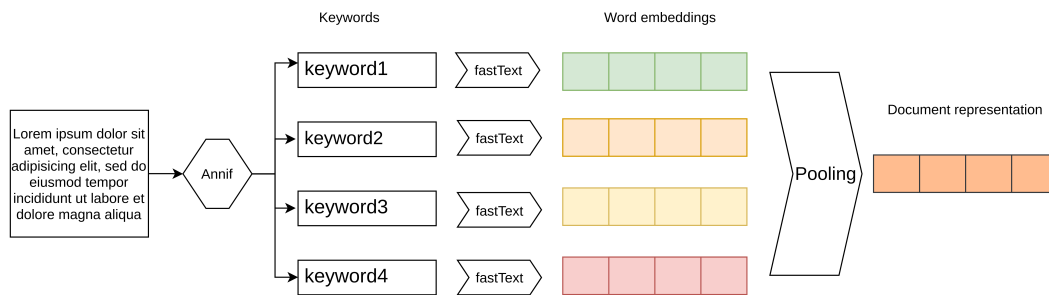 Keywords
Word embeddings
keyword1
fastText
Document representation
Lorem ipsum dolor sit
amet, consectetur
adipisicing elit, sed do
eiusmod tempor
incididunt ut labore et
dolore magna aliqua
Annif
keyword2
fastText
Pooling
keyword3
fastText
keyword4
fastText